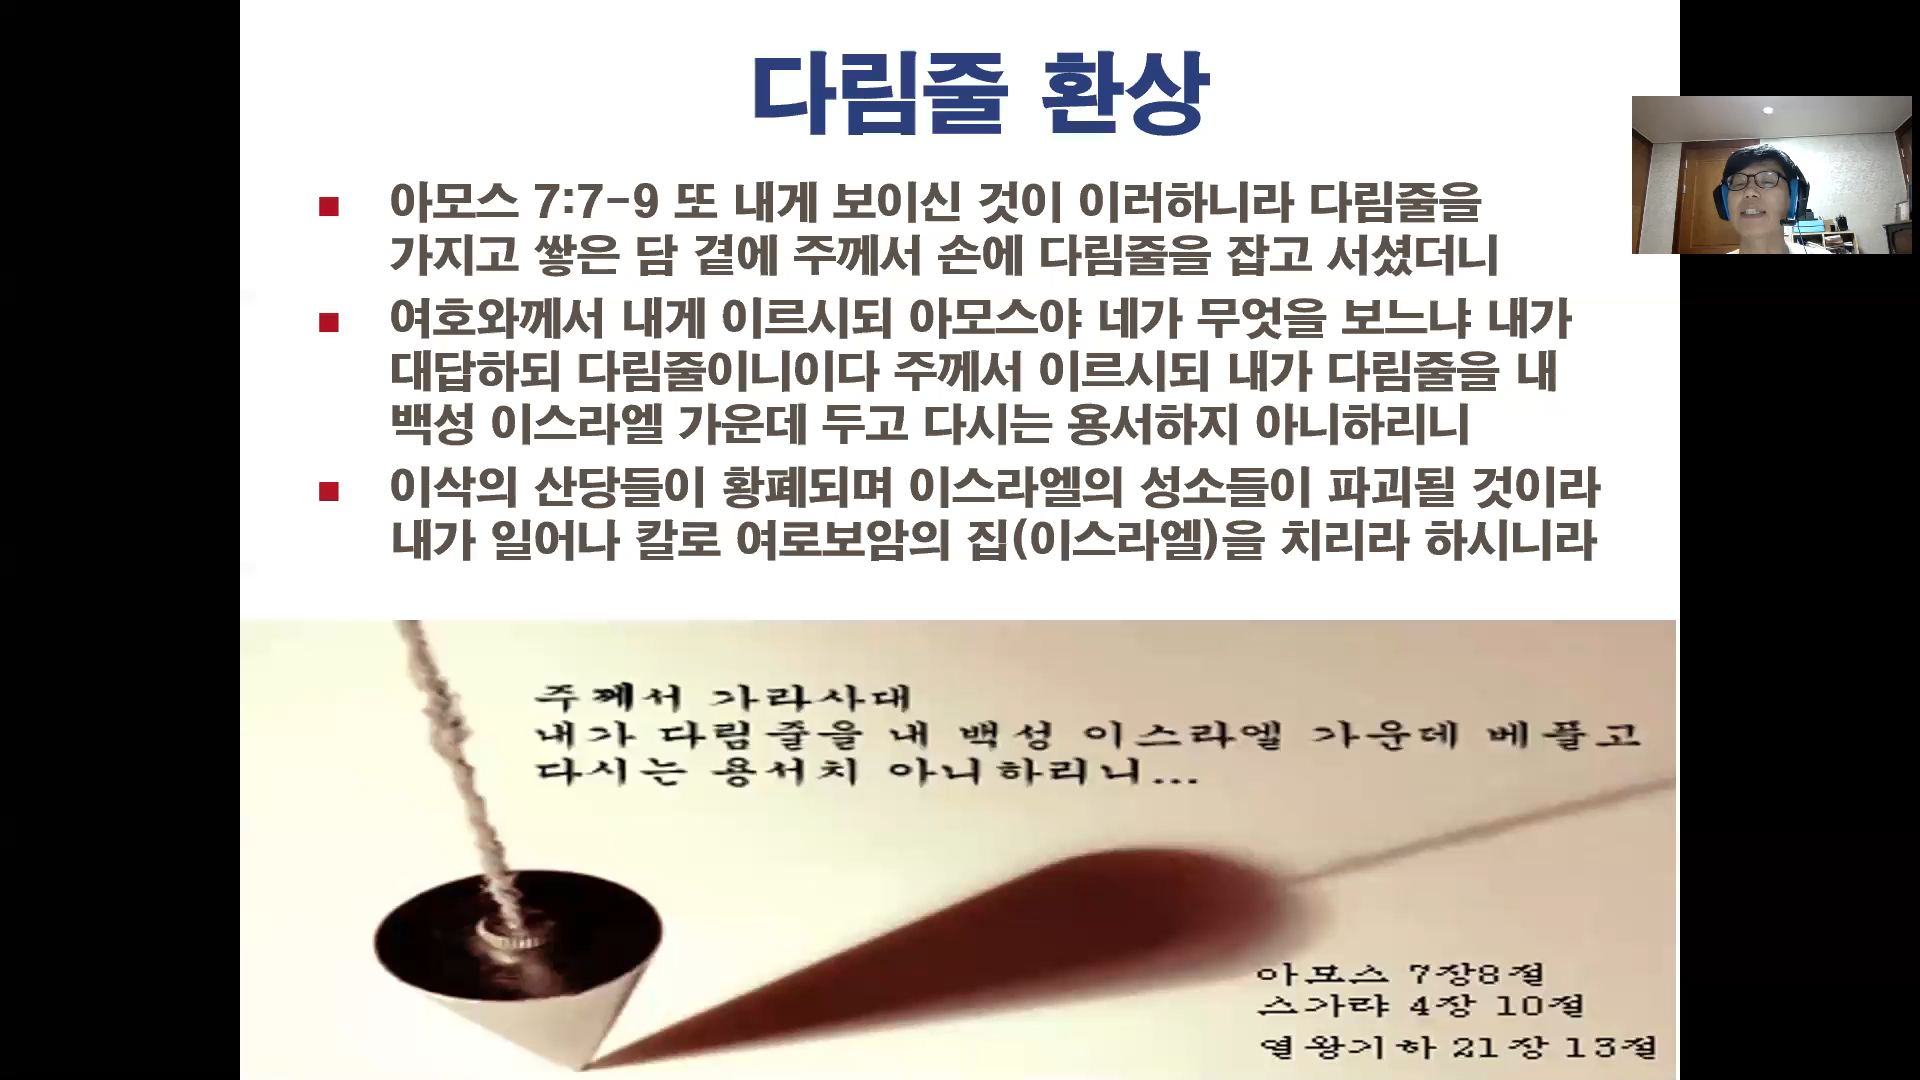 다림줄 환상
아모스 7:7-9 또 내게 보이신 것이 이러하니라 다림줄을
가지고 쌓은 담 곁에 주께서 손에 다림줄을 잡고 서셨더니
여호와께서 내게 이르시되 아모스야 네가 무엇을 보느냐 내가
대답하되 다림줄이니이다 주께서 이르시되 내가 다림줄을 내
백성 이스라엘 가운데 두고 다시는 용서하지 아니하리니
이삭의 산당들이 황폐되며 이스라엘의 성소들이 파괴될 것이라
내가 일어나 칼로 여로보암의 집(이스라엘)을 치리라 하시니라
주께서 가라사대
내가 다림줄을 내 백성 이스라엘 가운데 베플고
다시는 용서치 아니하리니...
아모스 7장8절
스가랴 4장 10절
열왕기하 21장 13절